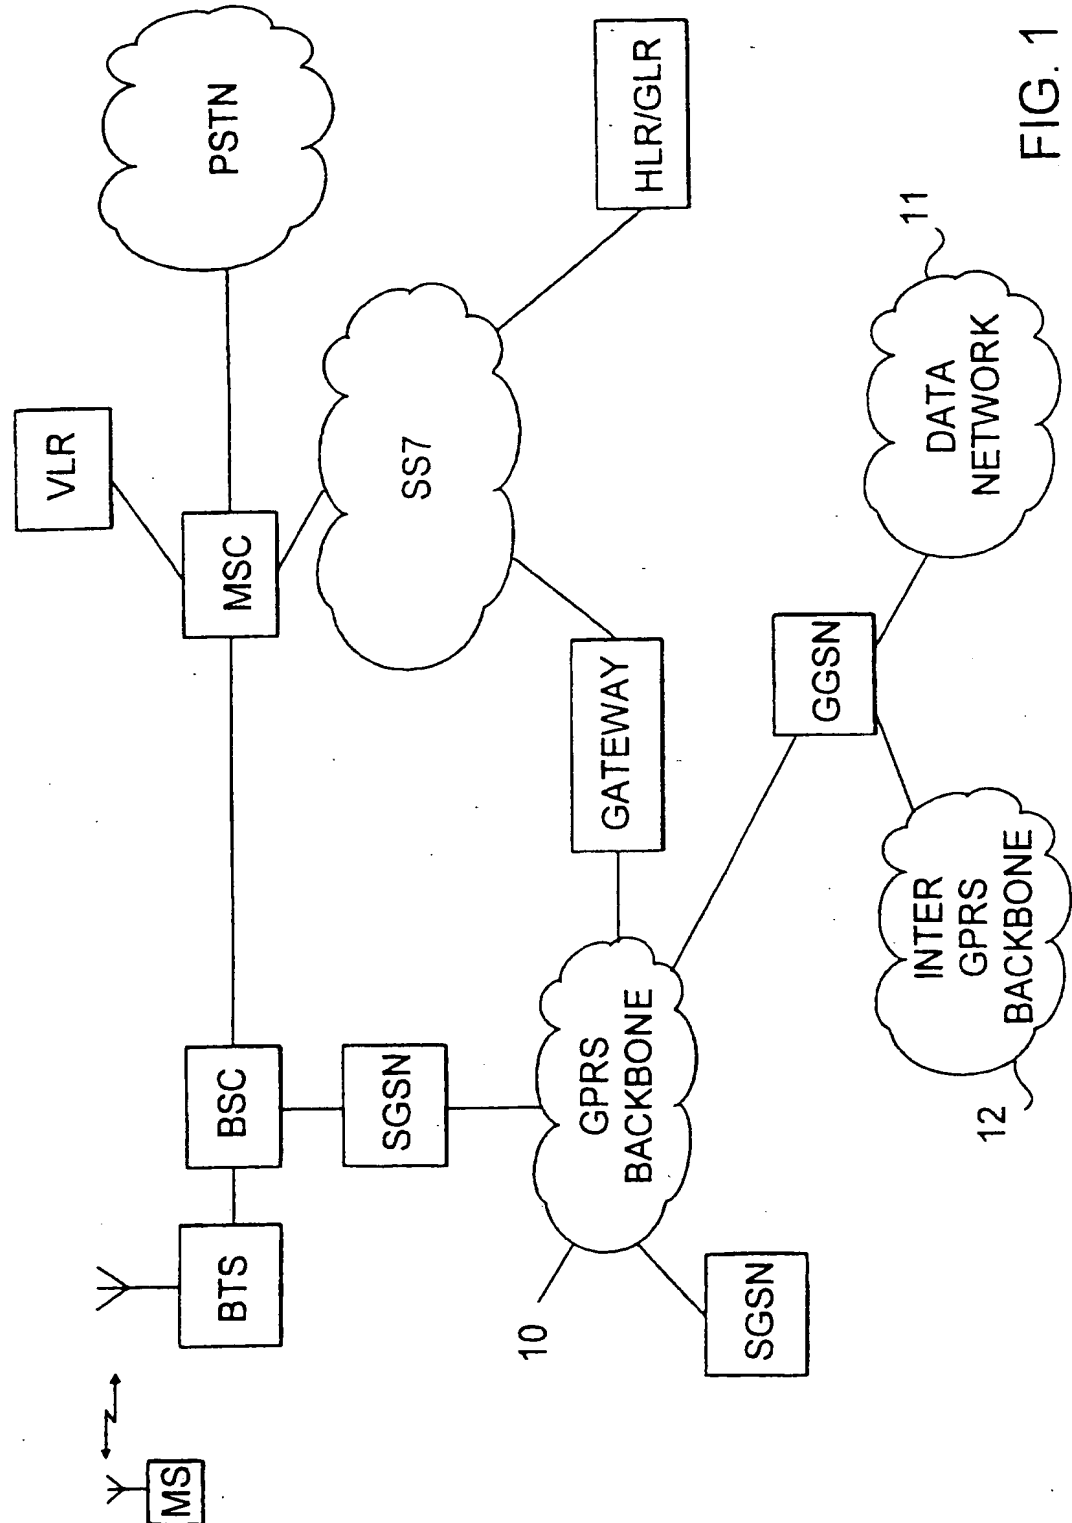 VLR
PSTN
MS
BTS
BSC
MSC
SGSN
SS7
10
GPRS
BACKBONE
GATEWAY
HLR/GLR
SGSN
GGSN
12
INTER
GPRS
BACKBONE
DATA
NETWORK
11
FIG. 1